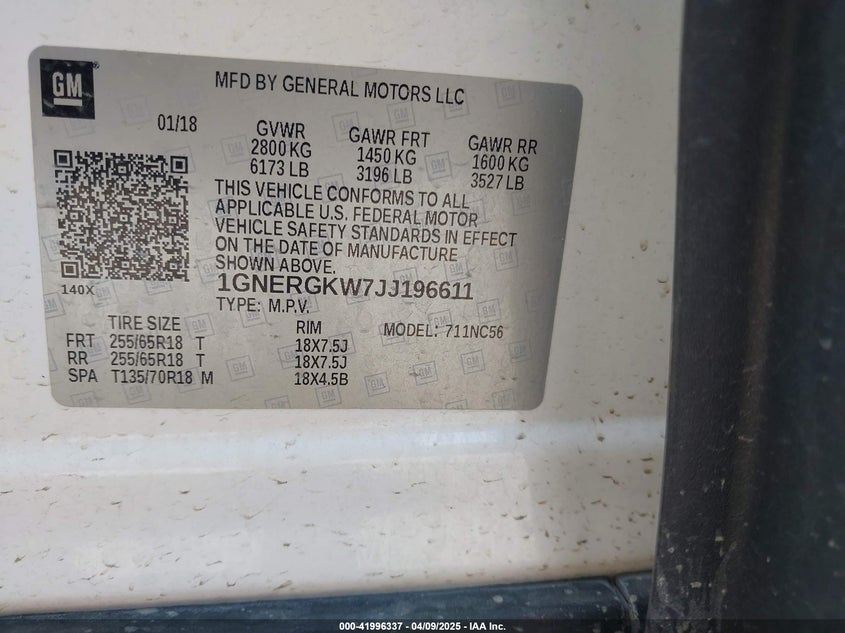 GM
MFD BY GENERAL MOTORS LLC
01/18
GVWR GAWR FRT GAWR RR
2800 KG 1450 KG 1600 KG
6173 LB 3196 LB 3527 LB
THIS VEHICLE CONFORMS TO ALL
APPLICABLE U.S. FEDERAL MOTOR
VEHICLE SAFETY STANDARDS IN EFFECT
ON THE DATE OF MANUFACTURE
SHOWN ABOVE.
140X
1GNERGKW7JJ196611
TYPE: M.P.V.
TIRE SIZE RIM MODEL: 711NC56
FRT 255/65R18 T 18X7.5J
RR 255/65R18 T 18X7.5J
SPA T135/70R18 M 18X4.5B
000-41996337 - 04/09/2025 - IAA Inc.